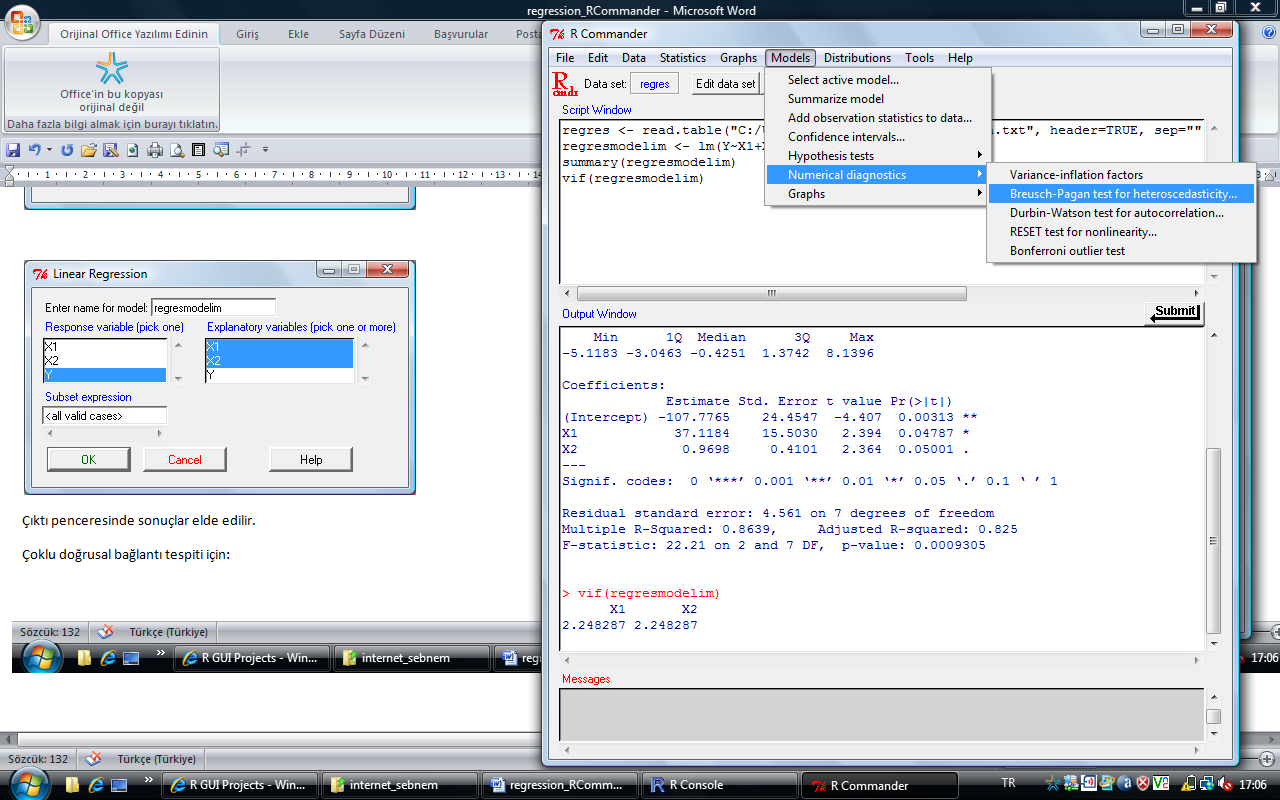 regression_RCommander - Microsoft Word
Orijinal Office Yazılımı Edinin
Giriş
Ekle
Sayfa Düzeni
Başvurular
Office'in bu kopyası
orijinal değil
Daha fazla bilgi almak için burayı tıklatın.
Linear Regression
Enter name for model: regresmodelim
Response variable (pick one)
Explanatory variables (pick one or more)
X1
X2
Y
X1
X2
Y
Subset expression
<all valid cases>
OK
Cancel
Help
Çıktı penceresinde sonuçlar elde edilir.
Çoklu doğrusal bağlantı tespiti için:
Sözcük: 132
Türkçe (Türkiye)
R GUI Projects - Win...
internet_sebnem
17:06
R Commander
File Edit Data Statistics Graphs Models Distributions Tools Help
R
cmdr
Data set: regres
Edit data set
Select active model...
Summarize model
Add observation statistics to data...
Confidence intervals...
Hypothesis tests
Numerical diagnostics
Graphs
Variance-inflation factors
Breusch-Pagan test for heteroscedasticity...
Durbin-Watson test for autocorrelation...
RESET test for nonlinearity...
Bonferroni outlier test
Script Window
regres <- read.table("C:/ .txt", header=TRUE, sep=""
regresmodelim <- lm(Y~X1+
summary(regresmodelim)
vif(regresmodelim)
Output Window
Submit
Min 1Q Median 3Q Max
-5.1183 -3.0463 -0.4251 1.3742 8.1396
Coefficients:
Estimate Std. Error t value Pr(>|t|)
(Intercept) -107.7765 24.4547 -4.407 0.00313 **
X1 37.1184 15.5030 2.394 0.04787 *
X2 0.9698 0.4101 2.364 0.05001 .
---
Signif. codes: 0 '***' 0.001 '**' 0.01 '*' 0.05 '.' 0.1 ' ' 1
Residual standard error: 4.561 on 7 degrees of freedom
Multiple R-Squared: 0.8639, Adjusted R-squared: 0.825
F-statistic: 22.21 on 2 and 7 DF, p-value: 0.0009305
> vif(regresmodelim)
X1 X2
2.248287 2.248287
Messages
Sözcük: 132
Türkçe (Türkiye)
R GUI Projects - Win...
internet_sebnem
regression_RComm...
R Console
R Commander
TR
17:06